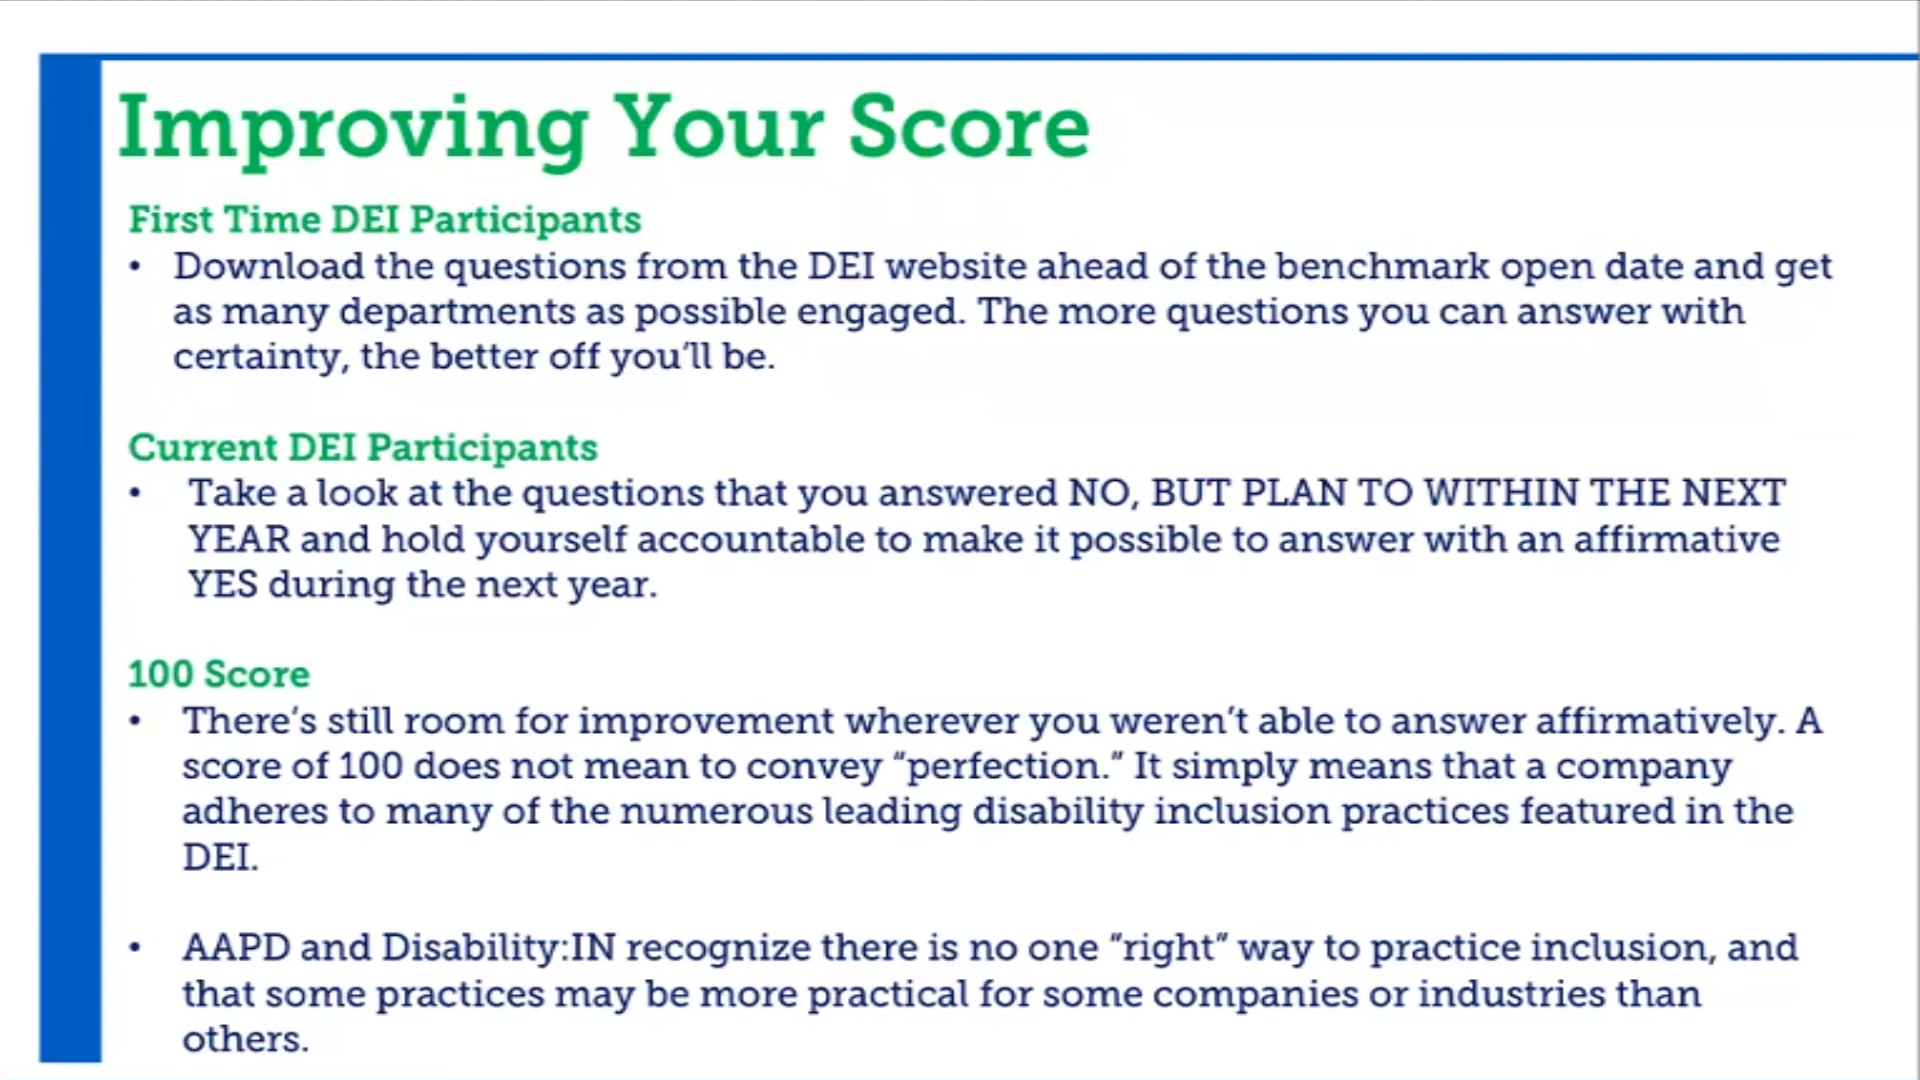 Improving Your Score
First Time DEI Participants
• Download the questions from the DEI website ahead of the benchmark open date and get
as many departments as possible engaged. The more questions you can answer with
certainty, the better off you’ll be.
Current DEI Participants
• Take a look at the questions that you answered NO, BUT PLAN TO WITHIN THE NEXT
YEAR and hold yourself accountable to make it possible to answer with an affirmative
YES during the next year.
100 Score
• There’s still room for improvement wherever you weren’t able to answer affirmatively. A
score of 100 does not mean to convey “perfection.” It simply means that a company
adheres to many of the numerous leading disability inclusion practices featured in the
DEI.
• AAPD and Disability:IN recognize there is no one “right” way to practice inclusion, and
that some practices may be more practical for some companies or industries than
others.